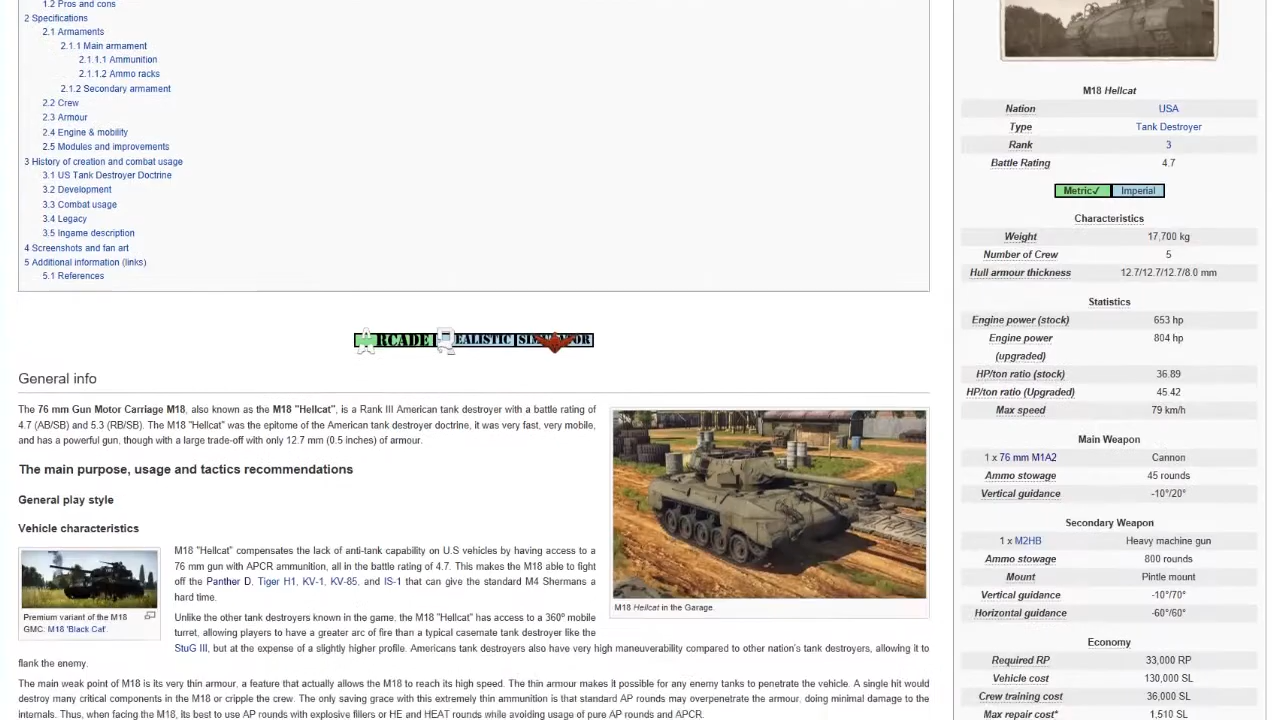 1.2 Pros and cons
2 Specifications
2.1 Armaments
2.1.1 Main armament
2.1.1.1 Ammunition
2.1.1.2 Ammo racks
2.1.2 Secondary armament
2.2 Crew
2.3 Armour
2.4 Engine & mobility
2.5 Modules and improvements
3 History of creation and combat usage
3.1 US Tank Destroyer Doctrine
3.2 Development
3.3 Combat usage
3.4 Legacy
3.5 Ingame description
4 Screenshots and fan art
5 Additional information (links)
5.1 References
ARCADE REALISTIC SIMULATOR
General info
The 76 mm Gun Motor Carriage M18, also known as the M18 "Hellcat", is a Rank III American tank destroyer with a battle rating of
4.7 (AB/SB) and 5.3 (RB/SB). The M18 "Hellcat" was the epitome of the American tank destroyer doctrine, it was very fast, very mobile,
and has a powerful gun, though with a large trade-off with only 12.7 mm (0.5 inches) of armour.
The main purpose, usage and tactics recommendations
General play style
Vehicle characteristics
M18 "Hellcat" compensates the lack of anti-tank capability on U.S vehicles by having access to a
76 mm gun with APCR ammunition, all in the battle rating of 4.7. This makes the M18 able to fight
off the Panther D, Tiger H1, KV-1, KV-85, and IS-1 that can give the standard M4 Shermans a
hard time.
Premium variant of the M18
GMC. M18 'Black Cat'.
M18 Hellcat in the Garage.
Unlike the other tank destroyers known in the game, the M18 "Hellcat" has access to a 360º mobile
turret, allowing players to have a greater arc of fire than a typical casemate tank destroyer like the
StuG III, but at the expense of a slightly higher profile. Americans tank destroyers also have very high maneuverability compared to other nation's tank destroyers, allowing it to
flank the enemy.
The main weak point of M18 is its very thin armour, a feature that actually allows the M18 to reach its high speed. The thin armour makes it possible for any enemy tanks to penetrate the vehicle. A single hit would
destroy many critical components in the M18 or cripple the crew. The only saving grace with this extremely thin ammunition is that standard AP rounds may overpenetrate the armour, doing minimal damage to the
internals. Thus, when facing the M18, its best to use AP rounds with explosive fillers or HE and HEAT rounds while avoiding usage of pure AP rounds and APCR.
M18 Hellcat
Nation USA
Type Tank Destroyer
Rank 3
Battle Rating 4.7
Metric✓ Imperial
Characteristics
Weight 17,700 kg
Number of Crew 5
Hull armour thickness 12.7/12.7/12.7/8.0 mm
Statistics
Engine power (stock) 653 hp
Engine power 804 hp
(upgraded)
HP/ton ratio (stock) 36.89
HP/ton ratio (Upgraded) 45.42
Max speed 79 km/h
Main Weapon
1 x 76 mm M1A2 Cannon
Ammo stowage 45 rounds
Vertical guidance -10°/20°
Secondary Weapon
1 x M2HB Heavy machine gun
Ammo stowage 800 rounds
Mount Pintle mount
Vertical guidance -10°/70°
Horizontal guidance -60°/60°
Economy
Required RP 33,000 RP
Vehicle cost 130,000 SL
Crew training cost 36,000 SL
Max repair cost* 1,510 SL